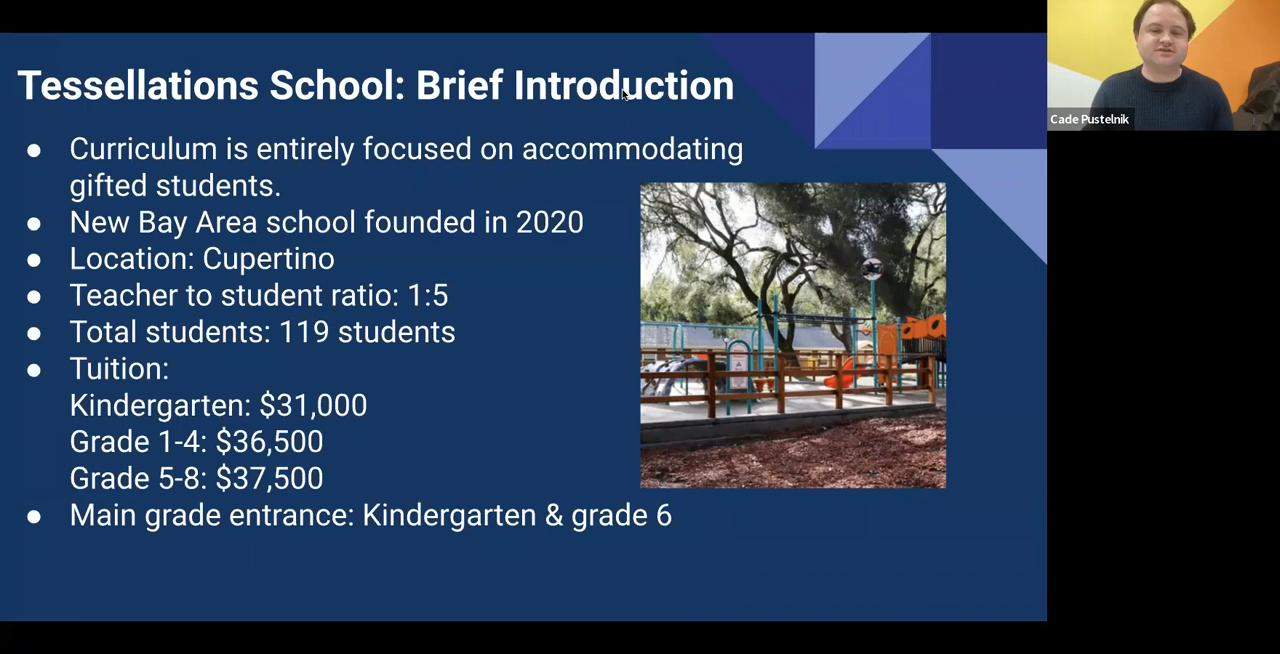 Tessellations School: Brief Introduction
● Curriculum is entirely focused on accommodating
gifted students.
● New Bay Area school founded in 2020
● Location: Cupertino
● Teacher to student ratio: 1:5
● Total students: 119 students
● Tuition:
Kindergarten: $31,000
Grade 1-4: $36,500
Grade 5-8: $37,500
● Main grade entrance: Kindergarten & grade 6
Cade Pustelnik